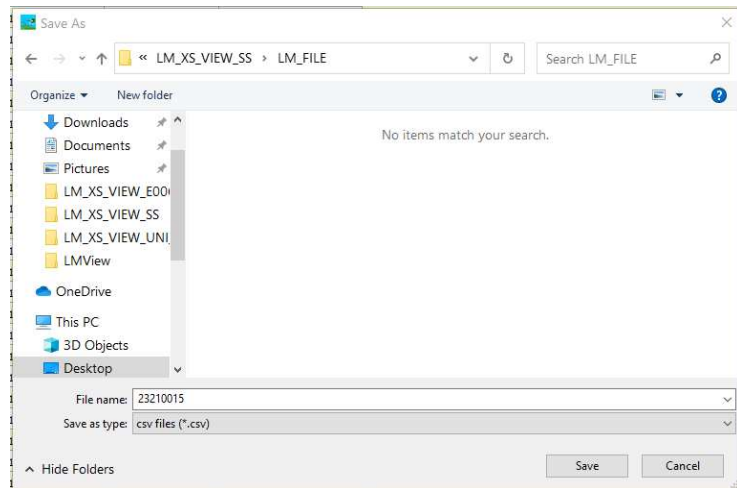 Save As
« LM_XS_VIEW_SS › LM_FILE
Search LM_FILE
Organize
New folder
Downloads
Documents
Pictures
LM_XS_VIEW_E00
LM_XS_VIEW_SS
LM_XS_VIEW_UNI_
LMView
OneDrive
This PC
3D Objects
Desktop
No items match your search.
File name: 23210015
Save as type: csv files (*.csv)
Hide Folders
Save
Cancel